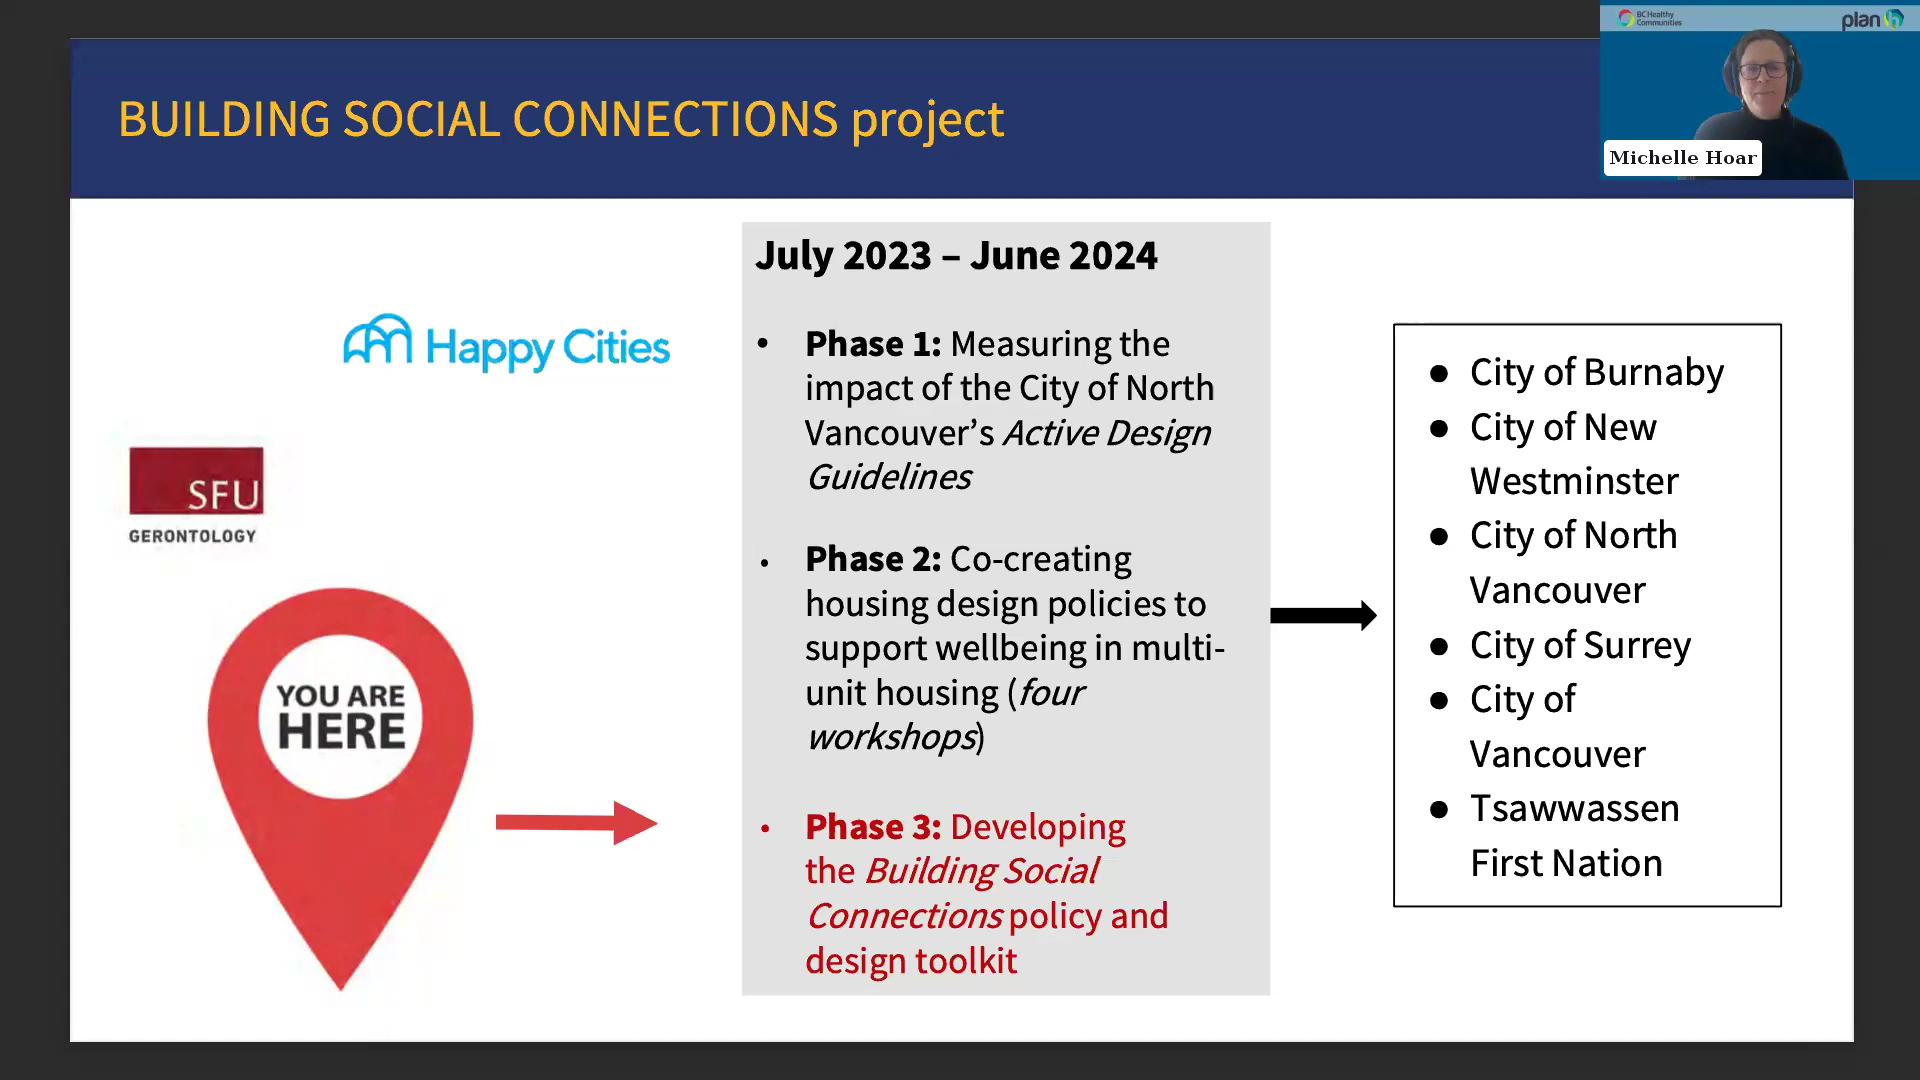 BC Healthy
Communities
plan h
Michelle Hoar
BUILDING SOCIAL CONNECTIONS project
Happy Cities
SFU
GERONTOLOGY
YOU ARE
HERE
July 2023 – June 2024
• Phase 1: Measuring the
impact of the City of North
Vancouver’s Active Design
Guidelines
• Phase 2: Co-creating
housing design policies to
support wellbeing in multi-
unit housing (four
workshops)
• Phase 3: Developing
the Building Social
Connections policy and
design toolkit
● City of Burnaby
● City of New
Westminster
● City of North
Vancouver
● City of Surrey
● City of
Vancouver
● Tsawwassen
First Nation